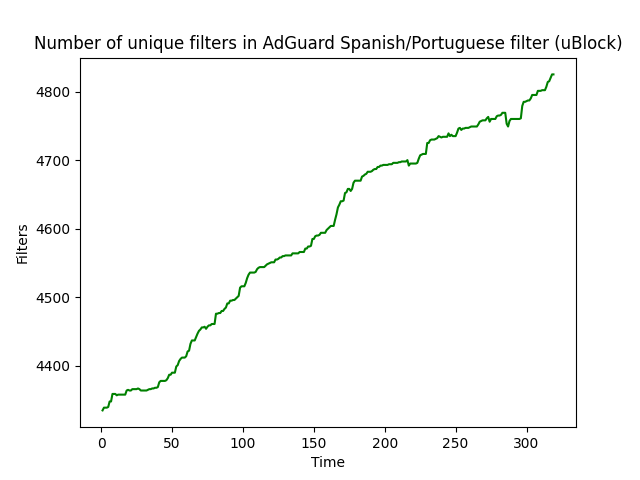 Number of unique filters in AdGuard Spanish/Portuguese filter (uBlock)
4800
4700
4600
4500
4400
Filters
0 50 100 150 200 250 300
Time